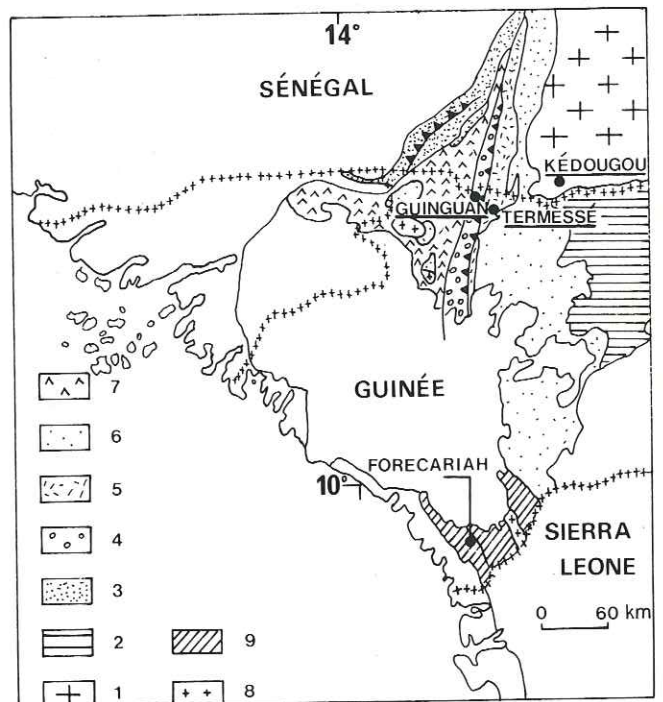 14°
SÉNÉGAL
KÉDOUGOU
GUINGUAN
TERMESSÉ
7
6
GUINÉE
5
FORECARIAH
10°
4
SIERRA
LEONE
3
0 60 km
2 9
1 8